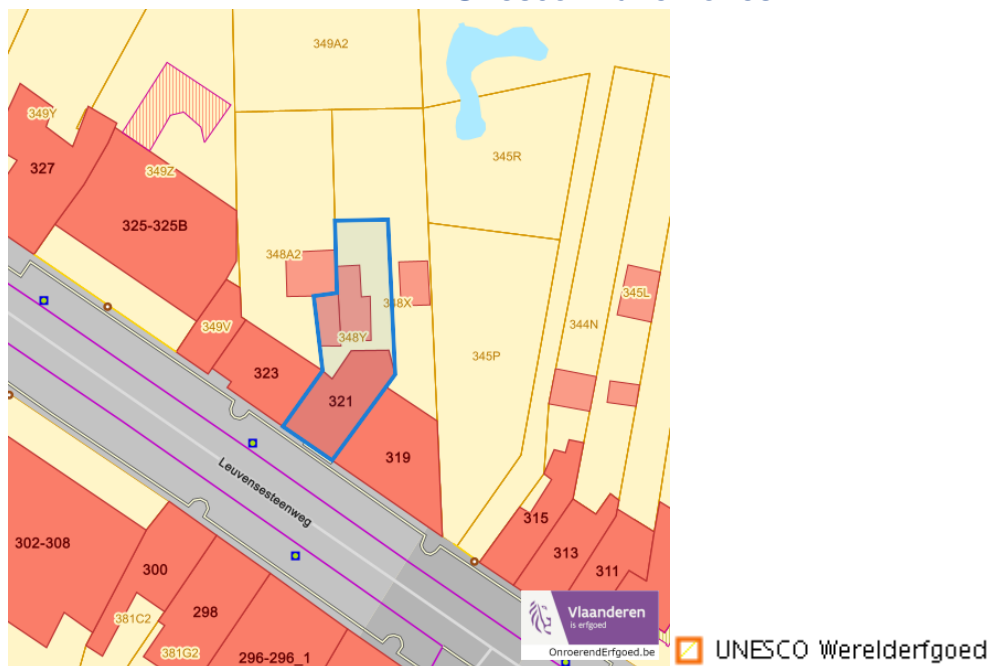 349A2
349Y
345R
327
349Z
325-325B
348A2
348X
345L
349V
344N
348Y
345P
323
321
319
Leuvensesteenweg
315
302-308
313
300
311
298
381C2
381G2
296-296_1
Vlaanderen
is erfgoed
OnroerendErfgoed.be
UNESCO Werelderfgoed